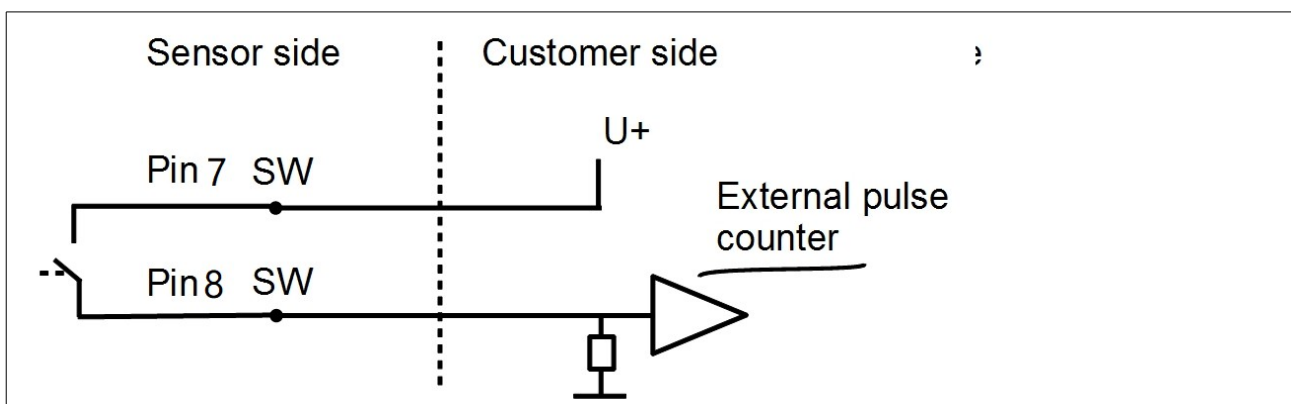 Sensor side
Customer side
U+
Pin 7 SW
External pulse
counter
Pin 8 SW